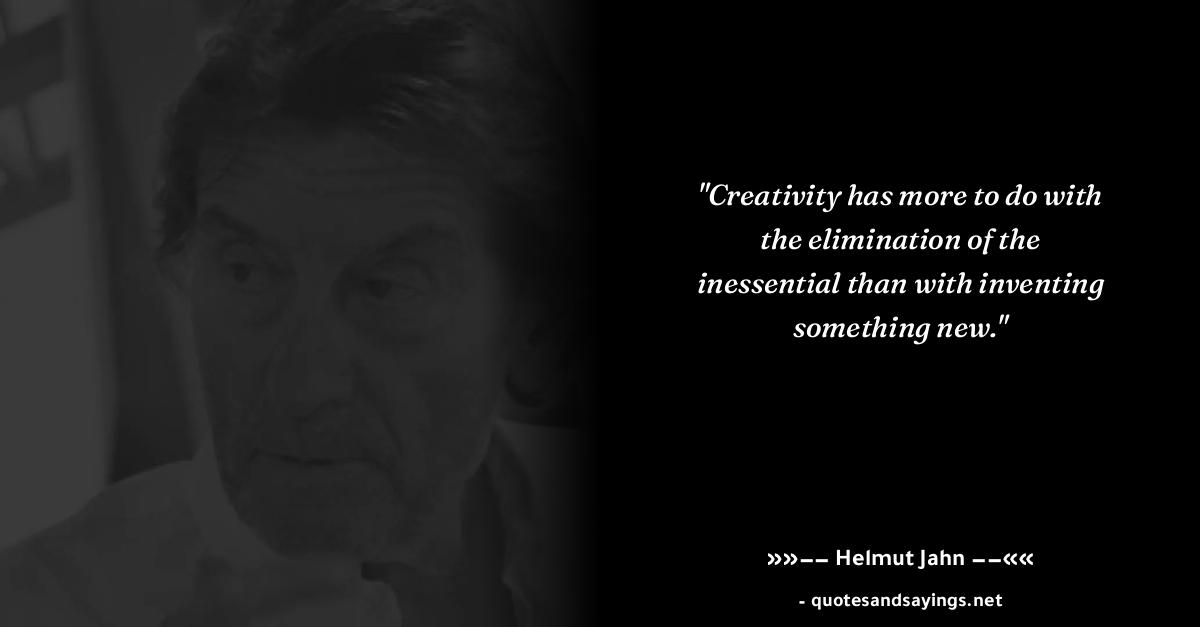 "Creativity has more to do with
the elimination of the
inessential than with inventing
something new."
»»−− Helmut Jahn −−««
- quotesandsayings.net